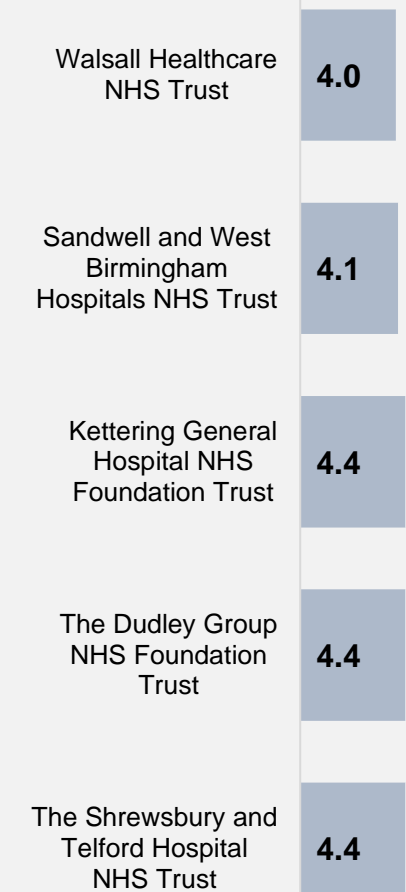 Walsall Healthcare
NHS Trust
4.0
Sandwell and West
Birmingham
Hospitals NHS Trust
4.1
Kettering General
Hospital NHS
Foundation Trust
4.4
The Dudley Group
NHS Foundation
Trust
4.4
The Shrewsbury and
Telford Hospital
NHS Trust
4.4